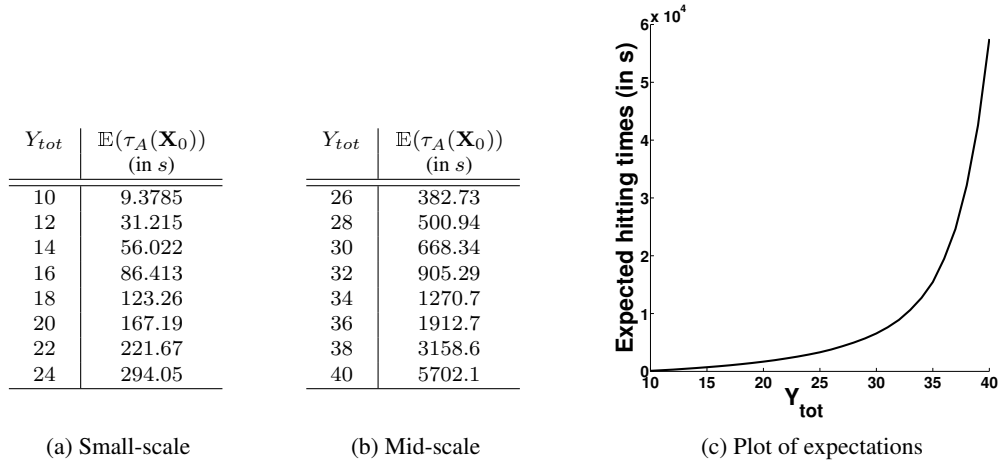 Y_tot 𝔼(τ_A(𝐗_0))
(in s)
10 9.3785
12 31.215
14 56.022
16 86.413
18 123.26
20 167.19
22 221.67
24 294.05
(a) Small-scale
Y_tot 𝔼(τ_A(𝐗_0))
(in s)
26 382.73
28 500.94
30 668.34
32 905.29
34 1270.7
36 1912.7
38 3158.6
40 5702.1
(b) Mid-scale
x 10^4
Expected hitting times (in s)
6
5
4
3
2
1
0
10 15 20 25 30 35 40
Y_tot
(c) Plot of expectations